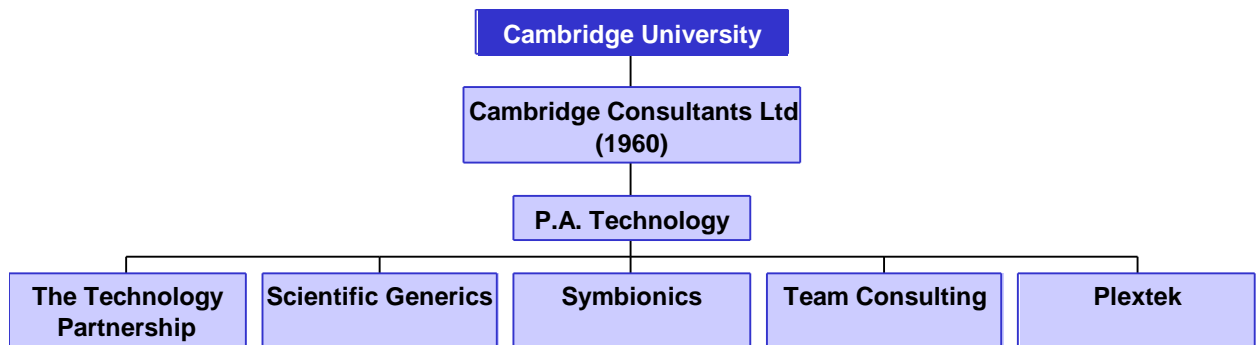 Cambridge University
Cambridge Consultants Ltd
(1960)
P.A. Technology
The Technology
Partnership
Scientific Generics
Symbionics
Team Consulting
Plextek